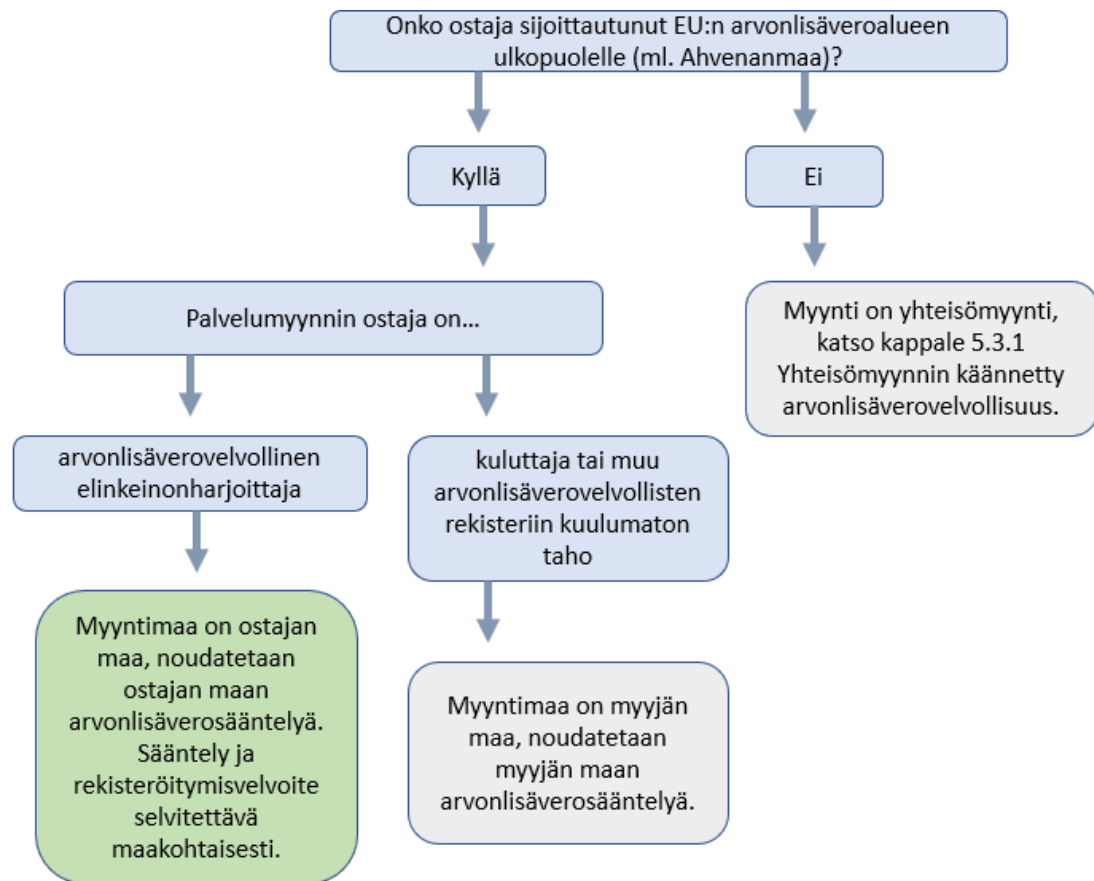 Onko ostaja sijoittautunut EU:n arvonlisäveroalueen
ulkopuolelle (ml. Ahvenanmaa)?
Kyllä
Ei
Palvelumyynnin ostaja on…
Myynti on yhteisömyynti,
katso kappale 5.3.1
Yhteisömyynnin käännetty
arvonlisäverovelvollisuus.
arvonlisäverovelvollinen
elinkeinonharjoittaja
kuluttaja tai muu
arvonlisäverovelvollisten
rekisteriin kuulumaton
taho
Myyntimaa on ostajan
maa, noudatetaan
ostajan maan
arvonlisäverosääntelyä.
Sääntely ja
rekisteröitymisvelvoite
selvitettävä
maakohtaisesti.
Myyntimaa on myyjän
maa, noudatetaan
myyjän maan
arvonlisäverosääntelyä.